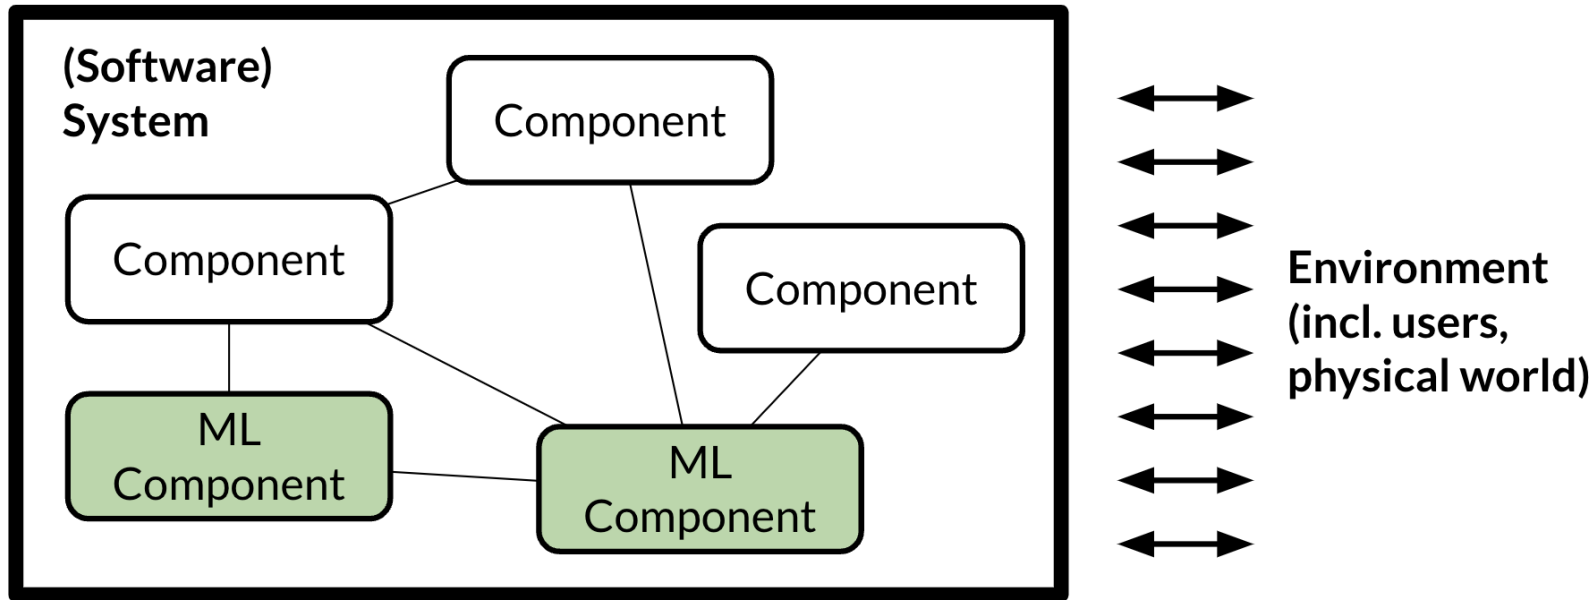 (Software)
System
Component
Component
Component
ML
Component
ML
Component
Environment
(incl. users,
physical world)